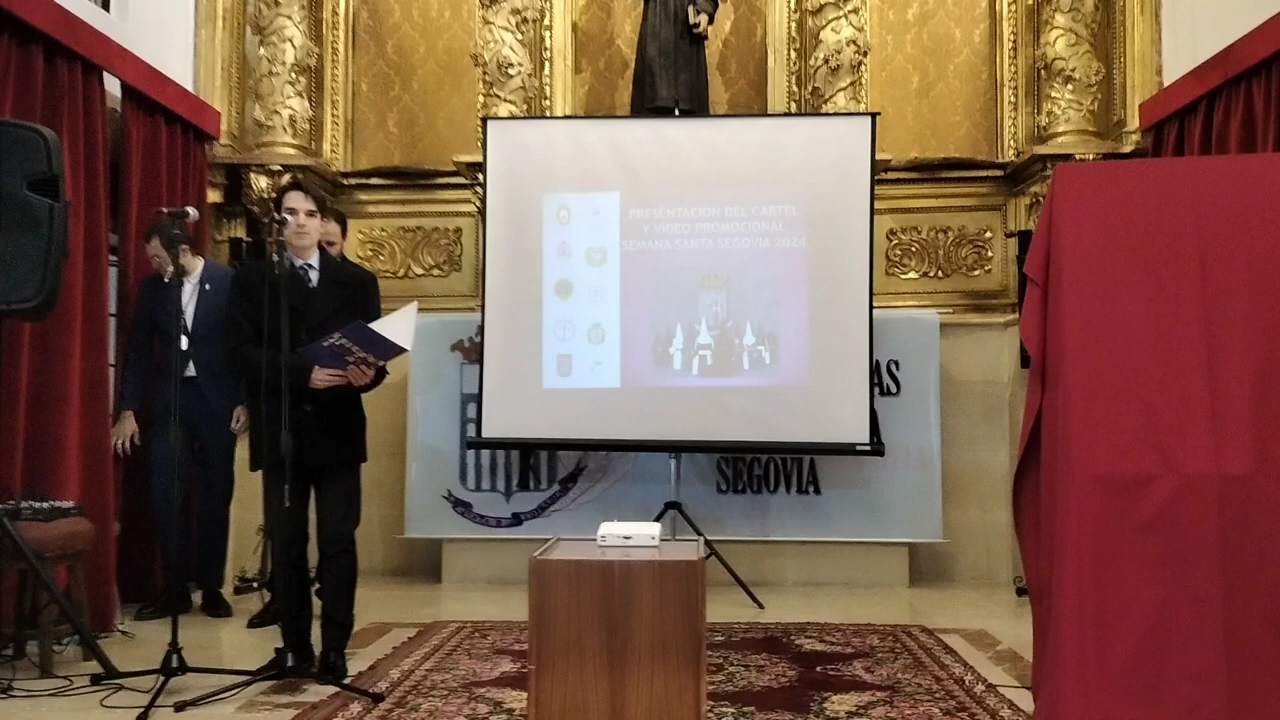 PRESENTACION DEL CARTEL
Y VIDEO PROMOCIONAL
SEMANA SANTA SEGOVIA 2024
AS
SEGOVIA